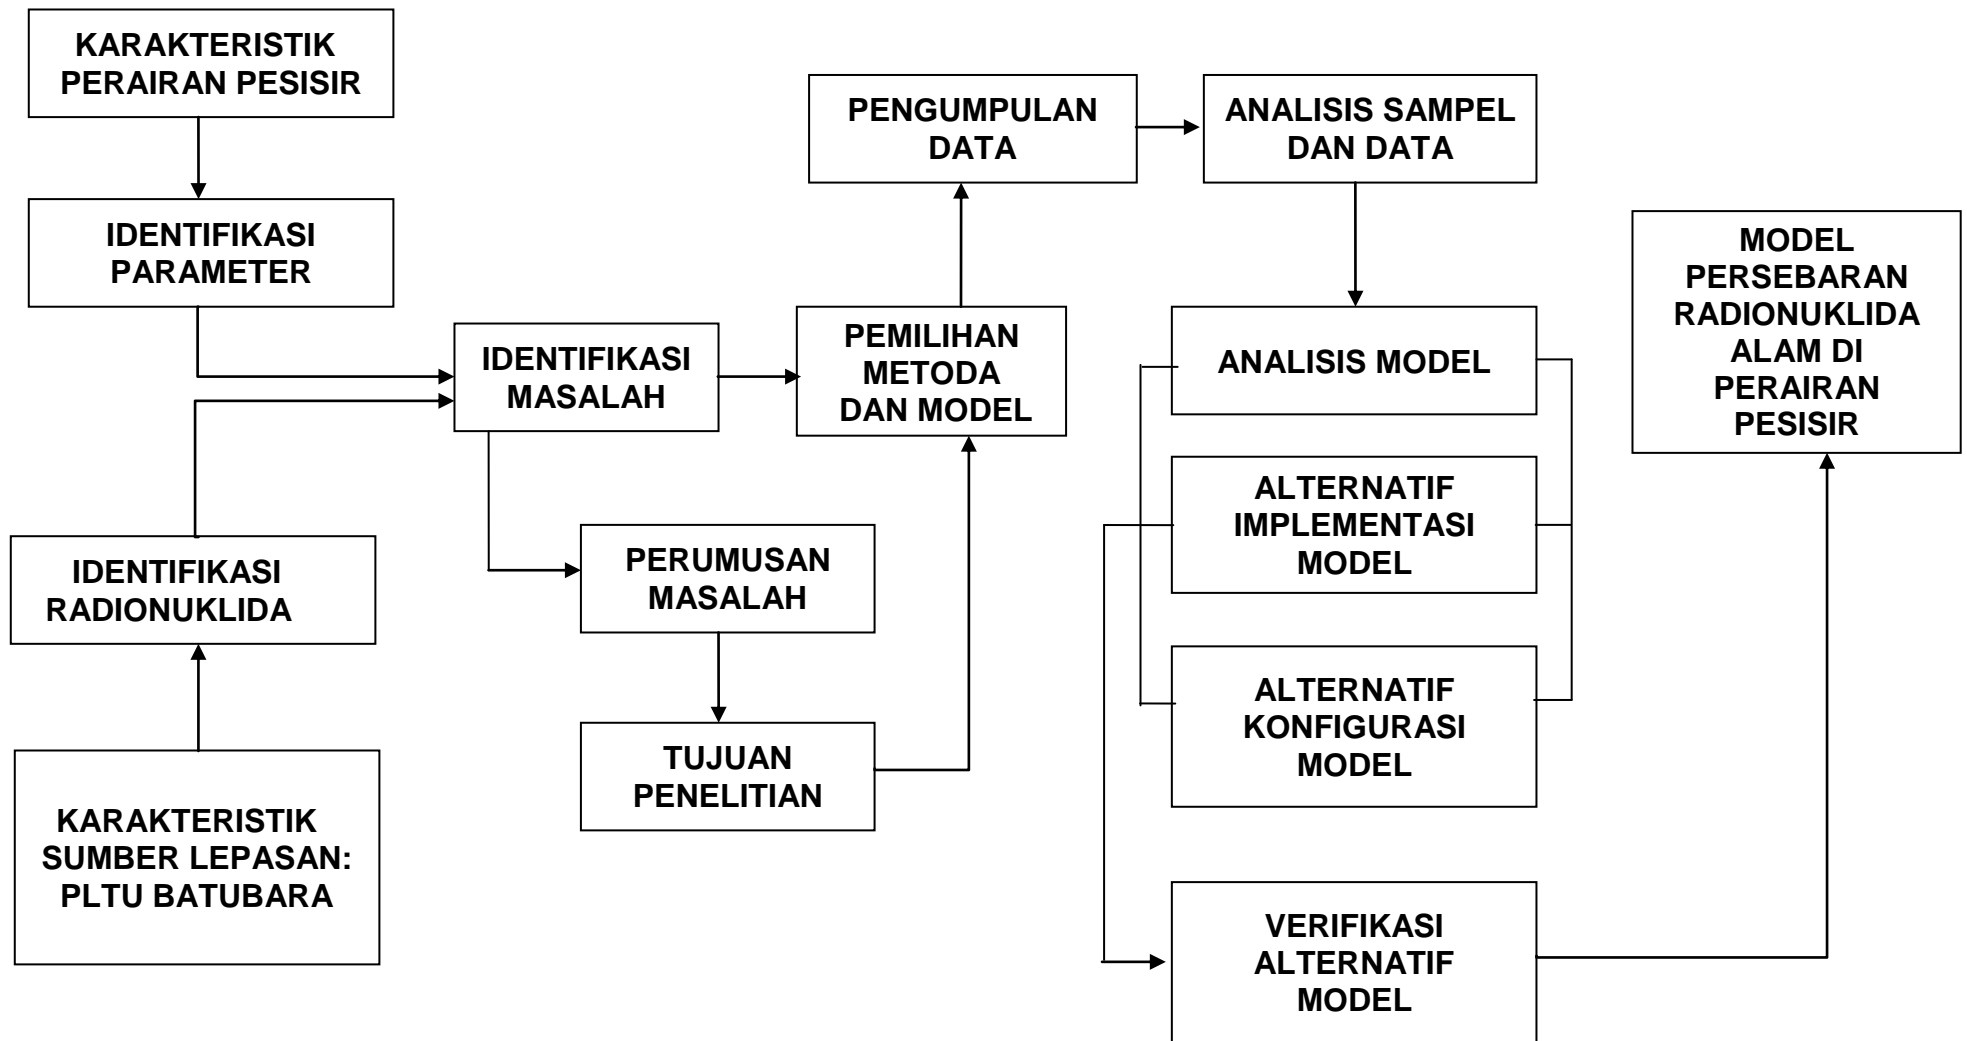 KARAKTERISTIK
PERAIRAN PESISIR
IDENTIFIKASI
PARAMETER
IDENTIFIKASI
RADIONUKLIDA
KARAKTERISTIK
SUMBER LEPASAN:
PLTU BATUBARA
IDENTIFIKASI
MASALAH
PERUMUSAN
MASALAH
TUJUAN
PENELITIAN
PEMILIHAN
METODA
DAN MODEL
PENGUMPULAN
DATA
ANALISIS SAMPEL
DAN DATA
ANALISIS MODEL
ALTERNATIF
IMPLEMENTASI
MODEL
ALTERNATIF
KONFIGURASI
MODEL
VERIFIKASI
ALTERNATIF
MODEL
MODEL
PERSEBARAN
RADIONUKLIDA
ALAM DI
PERAIRAN
PESISIR